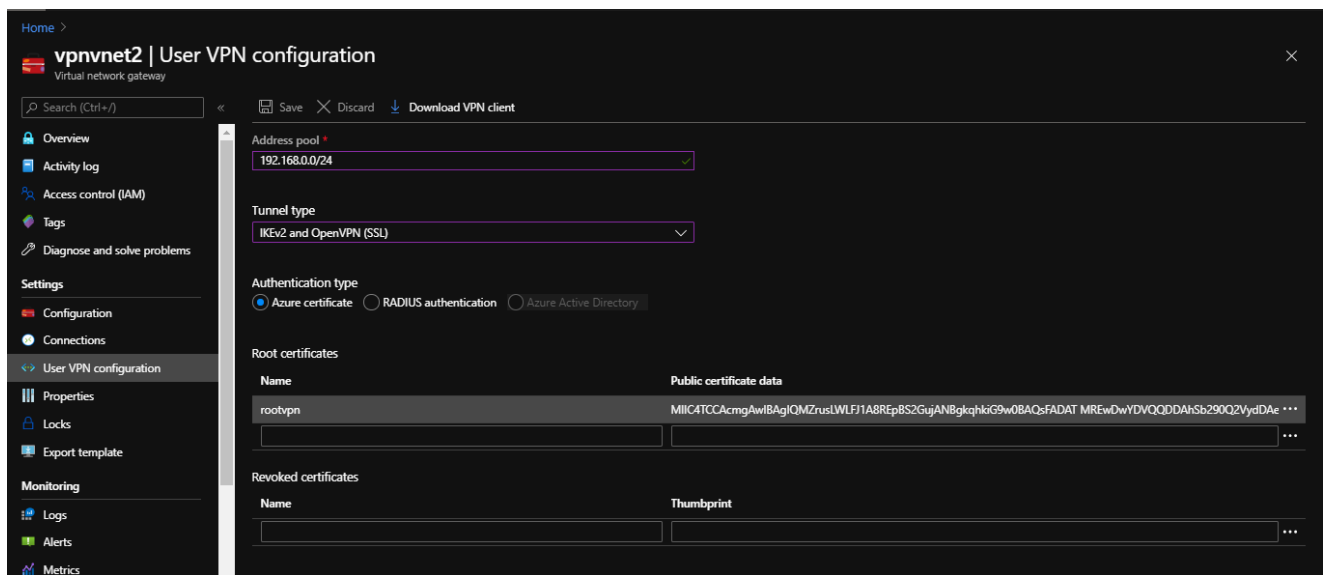 Home >
vpnvnet2 | User VPN configuration
Virtual network gateway
Search (Ctrl+/)
«
Save
Discard
Download VPN client
Overview
Activity log
Access control (IAM)
Tags
Diagnose and solve problems
Settings
Configuration
Connections
User VPN configuration
Properties
Locks
Export template
Monitoring
Logs
Alerts
Metrics
Address pool *
192.168.0.0/24
Tunnel type
IKEv2 and OpenVPN (SSL)
Authentication type
Azure certificate RADIUS authentication Azure Active Directory
Root certificates
Name Public certificate data
rootvpn MIIC4TCCAcmgAwIBAgIQMZrusLWLFJ1A8REpBS2GujANBgkqhkiG9w0BAQsFADAT MREwDwYDVQQDDAhSb290Q2VydDAe ...
...
Revoked certificates
Name Thumbprint
...